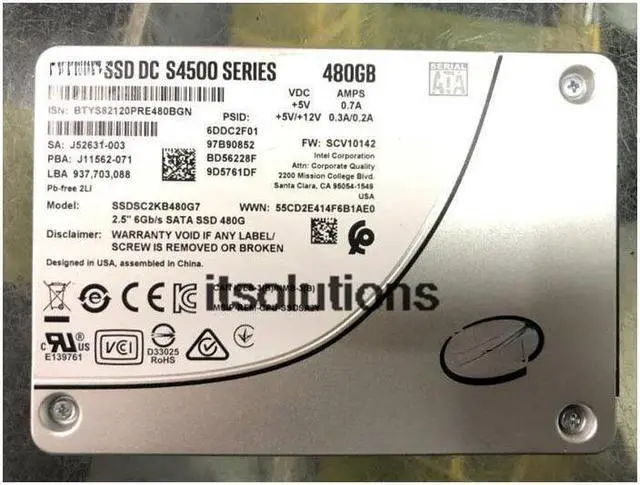 SSD DC S4500 SERIES 480GB
SERIAL
ATA
VDC AMPS
+5V 0.7A
+5V/+12V 0.3A/0.2A
ISN: BTYS82120PRE480BGN
PSID:
6DDC2F01
97B90852
BD56228F
9D5761DF
SA: J52631-003
PBA: J11562-071
LBA 937,703,088
Pb-free 2LI
FW: SCV10142
Intel Corporation
Attn: Corporate Quality
2200 Mission College Blvd.
Santa Clara, CA 95054-1549
USA
Model: SSDSC2KB480G7
WWN: 55CD2E414F6B1AE0
2.5" 6Gb/s SATA SSD 480G
Disclaimer: WARRANTY VOID IF ANY LABEL/
SCREW IS REMOVED OR BROKEN
Designed in USA, assembled in China.
itsolutions
c RU US
E139761
VCI
D33025
RoHS